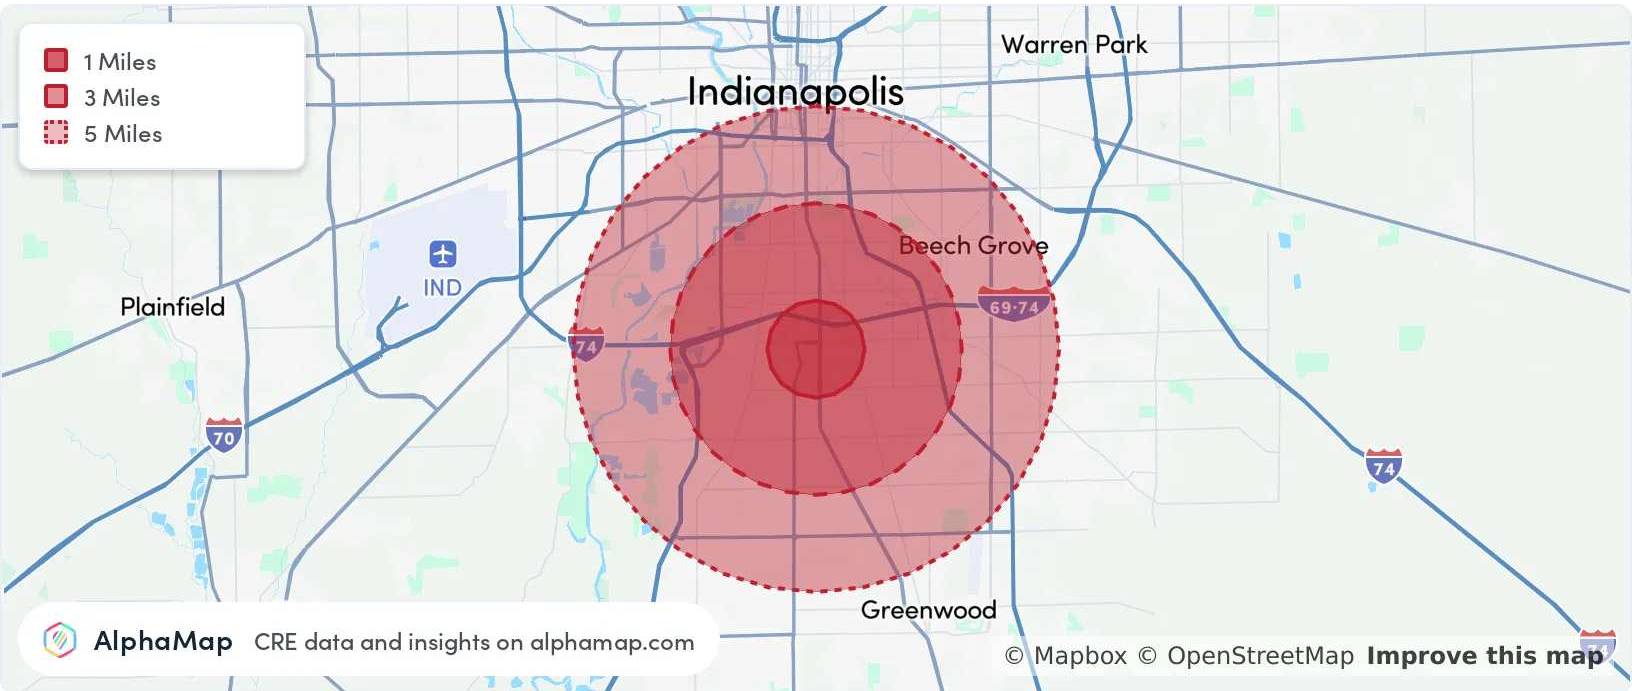 1 Miles
3 Miles
5 Miles
Warren Park
Indianapolis
Beech Grove
IND
Plainfield
69-74
74
70
74
Greenwood
AlphaMap CRE data and insights on alphamap.com
74
© Mapbox © OpenStreetMap Improve this map